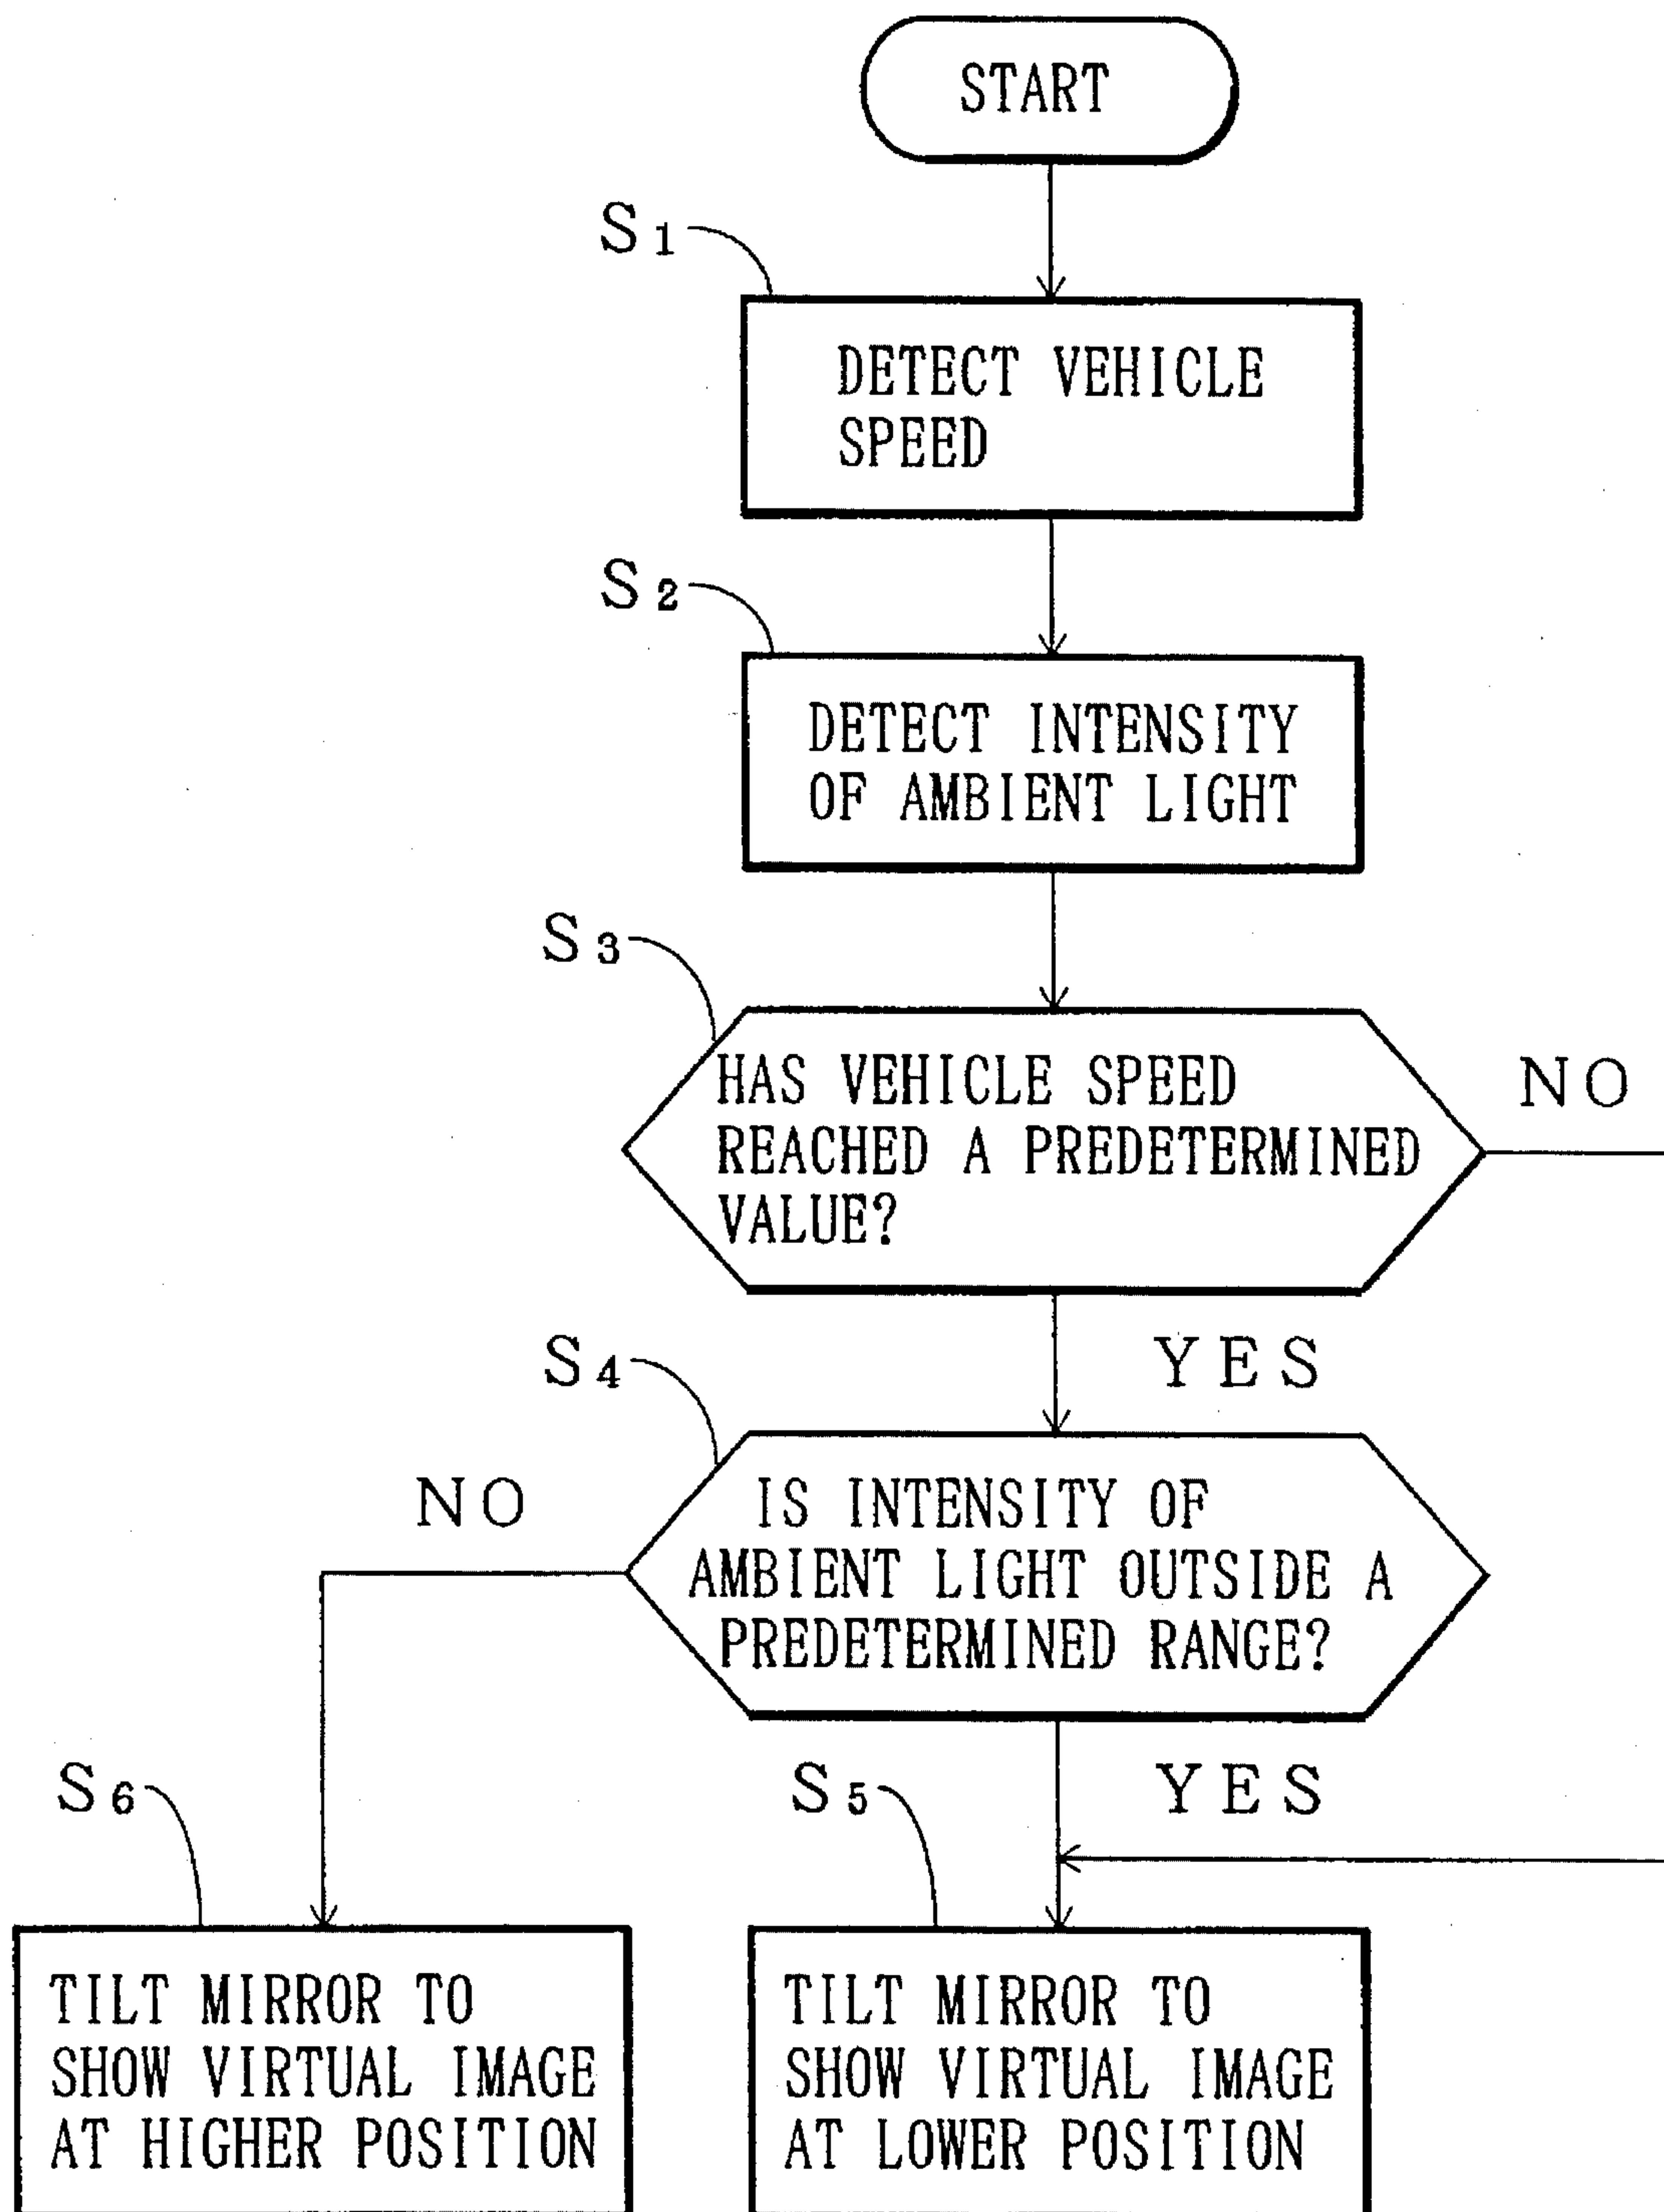 START
S1
DETECT VEHICLE
SPEED
S2
DETECT INTENSITY
OF AMBIENT LIGHT
S3
HAS VEHICLE SPEED
REACHED A PREDETERMINED
VALUE?
NO
YES
S4
IS INTENSITY OF
AMBIENT LIGHT OUTSIDE A
PREDETERMINED RANGE?
NO
YES
S6
TILT MIRROR TO
SHOW VIRTUAL IMAGE
AT HIGHER POSITION
S5
TILT MIRROR TO
SHOW VIRTUAL IMAGE
AT LOWER POSITION